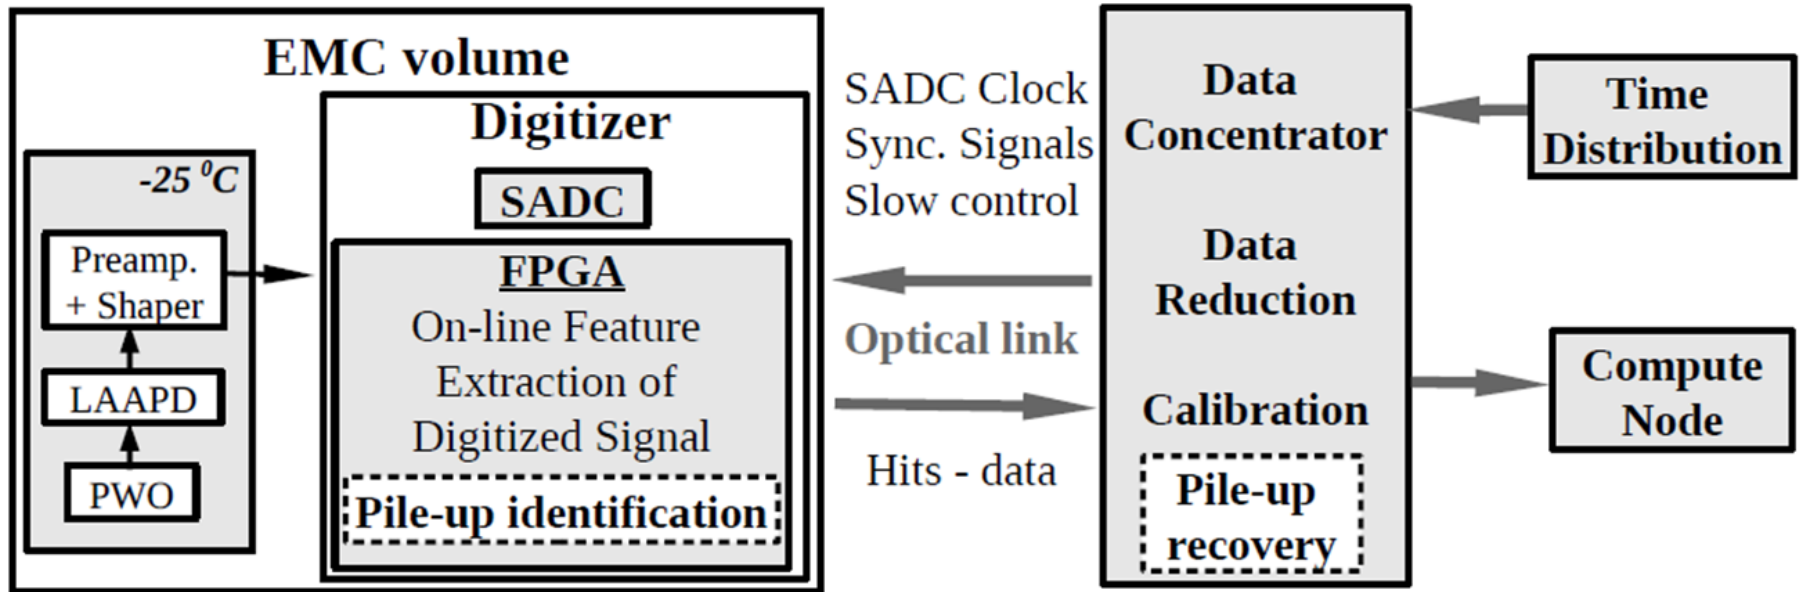 EMC volume
-25 ⁰C
Preamp.
+ Shaper
LAAPD
PWO
Digitizer
SADC
FPGA
On-line Feature
Extraction of
Digitized Signal
Pile-up identification
SADC Clock
Sync. Signals
Slow control
Optical link
Hits - data
Data
Concentrator
Data
Reduction
Calibration
Pile-up
recovery
Time
Distribution
Compute
Node